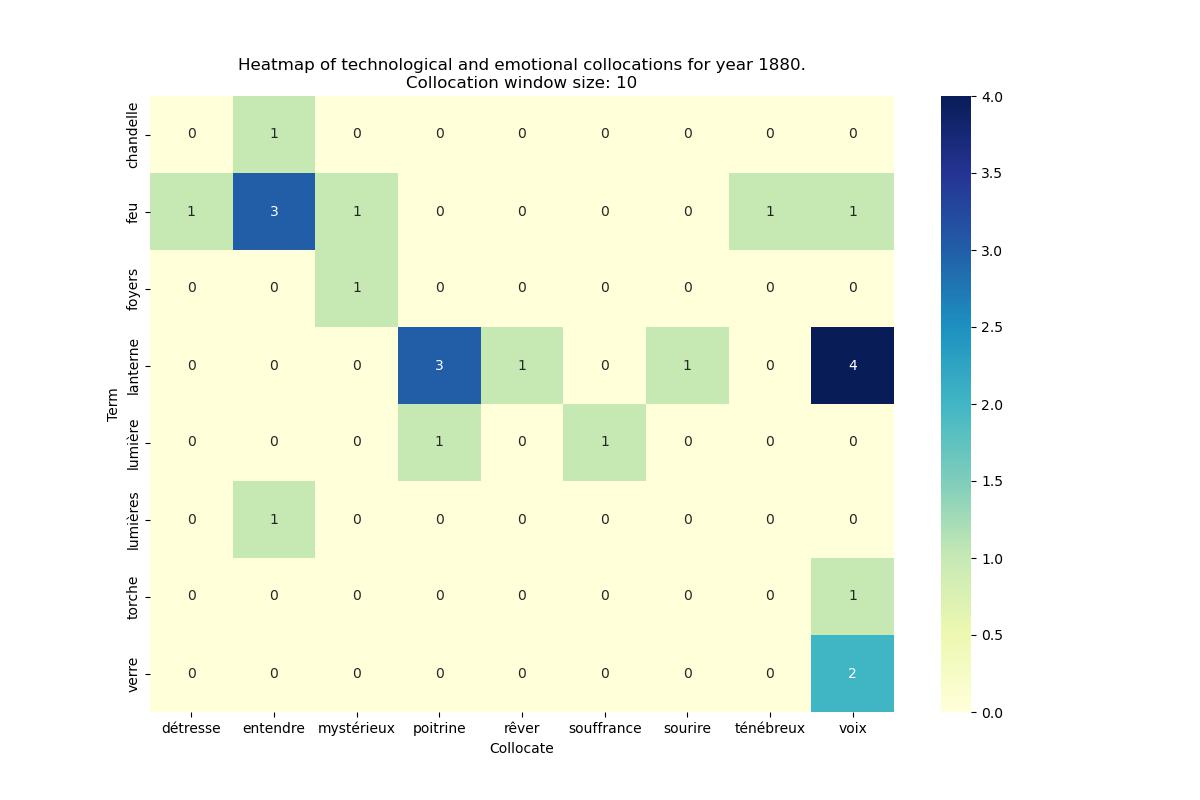 Heatmap of technological and emotional collocations for year 1880.
Collocation window size: 10
Term
chandelle 0 1 0 0 0 0 0 0 0
feu 1 3 1 0 0 0 0 1 1
foyers 0 0 1 0 0 0 0 0 0
lanterne 0 0 0 3 1 0 1 0 4
lumière 0 0 0 1 0 1 0 0 0
lumières 0 1 0 0 0 0 0 0 0
torche 0 0 0 0 0 0 0 0 1
verre 0 0 0 0 0 0 0 0 2
détresse entendre mystérieux poitrine rêver souffrance sourire ténébreux voix
Collocate
4.0
3.5
3.0
2.5
2.0
1.5
1.0
0.5
0.0